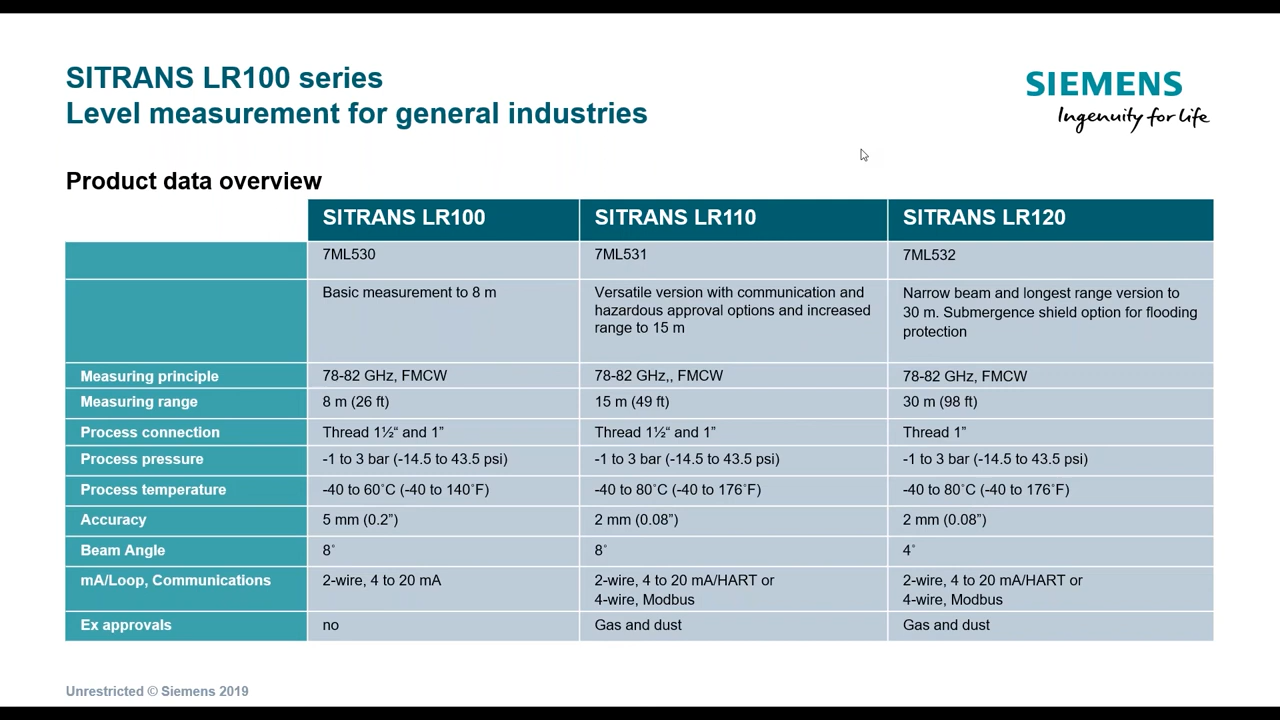 SITRANS LR100 series
Level measurement for general industries
SIEMENS
Ingenuity for life
Product data overview
SITRANS LR100 SITRANS LR110 SITRANS LR120
7ML530 7ML531 7ML532
Basic measurement to 8 m
Versatile version with communication and
hazardous approval options and increased
range to 15 m
Narrow beam and longest range version to
30 m. Submergence shield option for flooding
protection
Measuring principle 78-82 GHz, FMCW 78-82 GHz,, FMCW 78-82 GHz, FMCW
Measuring range 8 m (26 ft) 15 m (49 ft) 30 m (98 ft)
Process connection Thread 1½“ and 1” Thread 1½“ and 1” Thread 1”
Process pressure -1 to 3 bar (-14.5 to 43.5 psi) -1 to 3 bar (-14.5 to 43.5 psi) -1 to 3 bar (-14.5 to 43.5 psi)
Process temperature -40 to 60˚C (-40 to 140˚F) -40 to 80˚C (-40 to 176˚F) -40 to 80˚C (-40 to 176˚F)
Accuracy 5 mm (0.2”) 2 mm (0.08”) 2 mm (0.08”)
Beam Angle 8˚ 8˚ 4˚
mA/Loop, Communications 2-wire, 4 to 20 mA 2-wire, 4 to 20 mA/HART or 2-wire, 4 to 20 mA/HART or
4-wire, Modbus 4-wire, Modbus
Ex approvals no Gas and dust Gas and dust
Unrestricted © Siemens 2019